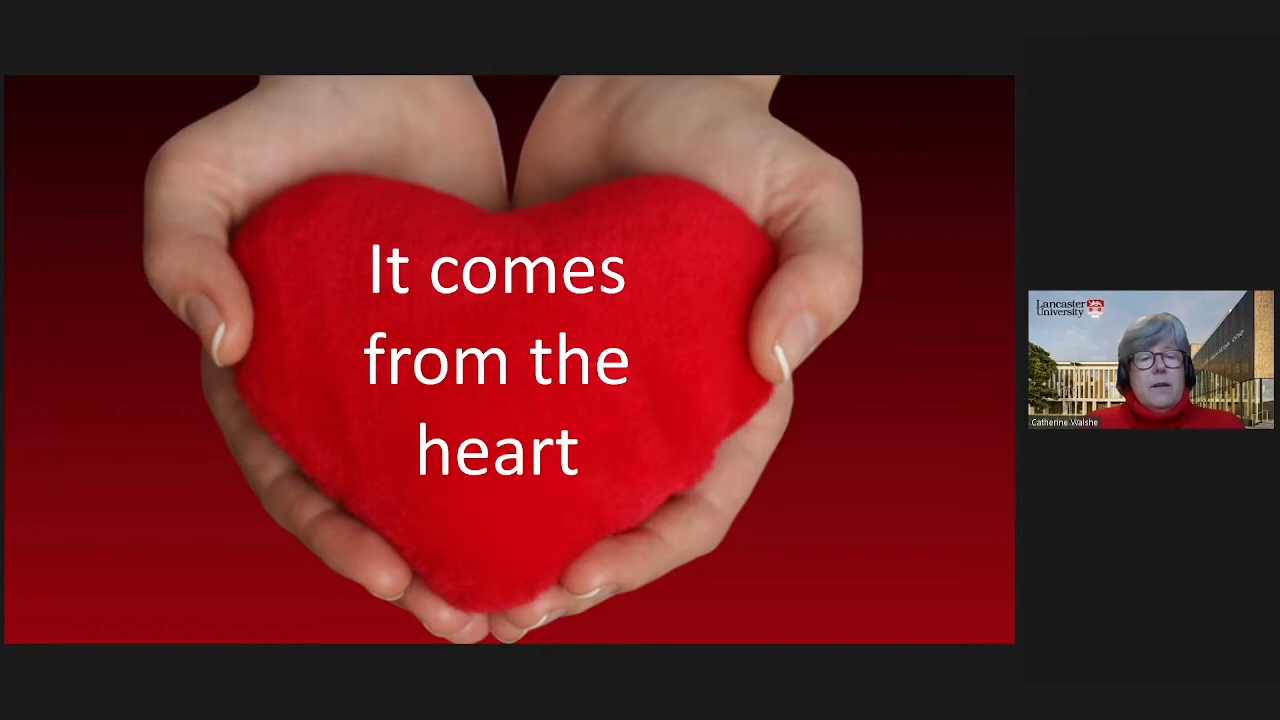 It comes
from the
heart
Lancaster
University
Catherine Walshe